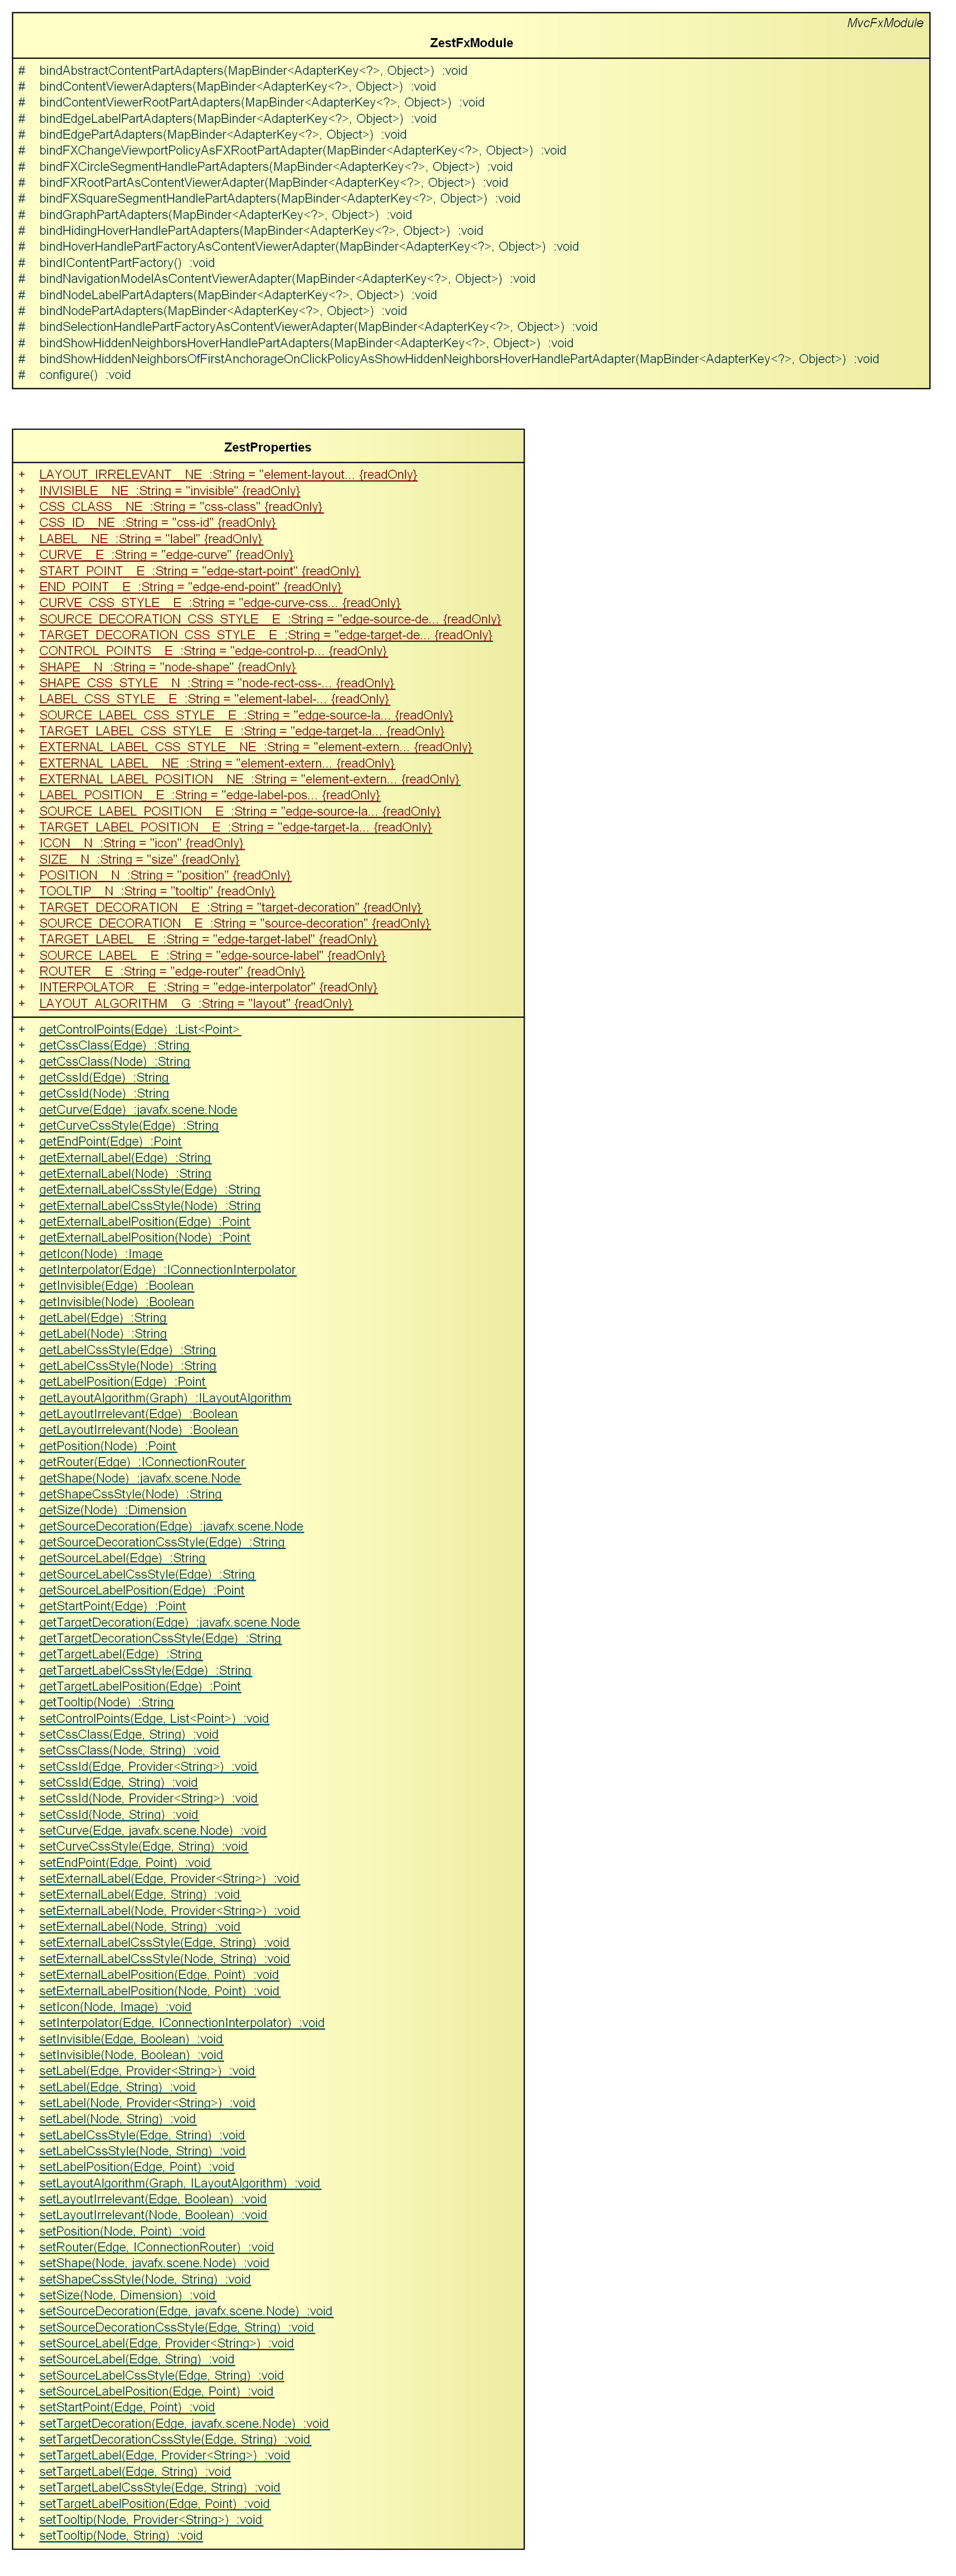 MvcFxModule
ZestFxModule
# bindAbstractContentPartAdapters(MapBinder<AdapterKey<?>, Object>) :void
# bindContentViewerAdapters(MapBinder<AdapterKey<?>, Object>) :void
# bindContentViewerRootPartAdapters(MapBinder<AdapterKey<?>, Object>) :void
# bindEdgeLabelPartAdapters(MapBinder<AdapterKey<?>, Object>) :void
# bindEdgePartAdapters(MapBinder<AdapterKey<?>, Object>) :void
# bindFXChangeViewportPolicyAsFXRootPartAdapter(MapBinder<AdapterKey<?>, Object>) :void
# bindFXCircleSegmentHandlePartAdapters(MapBinder<AdapterKey<?>, Object>) :void
# bindFXRootPartAsContentViewerAdapter(MapBinder<AdapterKey<?>, Object>) :void
# bindFXSquareSegmentHandlePartAdapters(MapBinder<AdapterKey<?>, Object>) :void
# bindGraphPartAdapters(MapBinder<AdapterKey<?>, Object>) :void
# bindHidingHoverHandlePartAdapters(MapBinder<AdapterKey<?>, Object>) :void
# bindHoverHandlePartFactoryAsContentViewerAdapter(MapBinder<AdapterKey<?>, Object>) :void
# bindIContentPartFactory() :void
# bindNavigationModelAsContentViewerAdapter(MapBinder<AdapterKey<?>, Object>) :void
# bindNodeLabelPartAdapters(MapBinder<AdapterKey<?>, Object>) :void
# bindNodePartAdapters(MapBinder<AdapterKey<?>, Object>) :void
# bindSelectionHandlePartFactoryAsContentViewerAdapter(MapBinder<AdapterKey<?>, Object>) :void
# bindShowHiddenNeighborsHoverHandlePartAdapters(MapBinder<AdapterKey<?>, Object>) :void
# bindShowHiddenNeighborsOfFirstAnchorageOnClickPolicyAsShowHiddenNeighborsHoverHandlePartAdapter(MapBinder<AdapterKey<?>, Object>) :void
# configure() :void
ZestProperties
+ LAYOUT_IRRELEVANT__NE :String = "element-layout... {readOnly}
+ INVISIBLE__NE :String = "invisible" {readOnly}
+ CSS_CLASS__NE :String = "css-class" {readOnly}
+ CSS_ID__NE :String = "css-id" {readOnly}
+ LABEL__NE :String = "label" {readOnly}
+ CURVE__E :String = "edge-curve" {readOnly}
+ START_POINT__E :String = "edge-start-point" {readOnly}
+ END_POINT__E :String = "edge-end-point" {readOnly}
+ CURVE_CSS_STYLE__E :String = "edge-curve-css... {readOnly}
+ SOURCE_DECORATION_CSS_STYLE__E :String = "edge-source-de... {readOnly}
+ TARGET_DECORATION_CSS_STYLE__E :String = "edge-target-de... {readOnly}
+ CONTROL_POINTS__E :String = "edge-control-p... {readOnly}
+ SHAPE__N :String = "node-shape" {readOnly}
+ SHAPE_CSS_STYLE__N :String = "node-rect-css-... {readOnly}
+ LABEL_CSS_STYLE__E :String = "element-label-... {readOnly}
+ SOURCE_LABEL_CSS_STYLE__E :String = "edge-source-la... {readOnly}
+ TARGET_LABEL_CSS_STYLE__E :String = "edge-target-la... {readOnly}
+ EXTERNAL_LABEL_CSS_STYLE__NE :String = "element-extern... {readOnly}
+ EXTERNAL_LABEL__NE :String = "element-extern... {readOnly}
+ EXTERNAL_LABEL_POSITION__NE :String = "element-extern... {readOnly}
+ LABEL_POSITION__E :String = "edge-label-pos... {readOnly}
+ SOURCE_LABEL_POSITION__E :String = "edge-source-la... {readOnly}
+ TARGET_LABEL_POSITION__E :String = "edge-target-la... {readOnly}
+ ICON__N :String = "icon" {readOnly}
+ SIZE__N :String = "size" {readOnly}
+ POSITION__N :String = "position" {readOnly}
+ TOOLTIP__N :String = "tooltip" {readOnly}
+ TARGET_DECORATION__E :String = "target-decoration" {readOnly}
+ SOURCE_DECORATION__E :String = "source-decoration" {readOnly}
+ TARGET_LABEL__E :String = "edge-target-label" {readOnly}
+ SOURCE_LABEL__E :String = "edge-source-label" {readOnly}
+ ROUTER__E :String = "edge-router" {readOnly}
+ INTERPOLATOR__E :String = "edge-interpolator" {readOnly}
+ LAYOUT_ALGORITHM__G :String = "layout" {readOnly}
+ getControlPoints(Edge) :List<Point>
+ getCssClass(Edge) :String
+ getCssClass(Node) :String
+ getCssId(Edge) :String
+ getCssId(Node) :String
+ getCurve(Edge) :javafx.scene.Node
+ getCurveCssStyle(Edge) :String
+ getEndPoint(Edge) :Point
+ getExternalLabel(Edge) :String
+ getExternalLabel(Node) :String
+ getExternalLabelCssStyle(Edge) :String
+ getExternalLabelCssStyle(Node) :String
+ getExternalLabelPosition(Edge) :Point
+ getExternalLabelPosition(Node) :Point
+ getIcon(Node) :Image
+ getInterpolator(Edge) :IConnectionInterpolator
+ getInvisible(Edge) :Boolean
+ getInvisible(Node) :Boolean
+ getLabel(Edge) :String
+ getLabel(Node) :String
+ getLabelCssStyle(Edge) :String
+ getLabelCssStyle(Node) :String
+ getLabelPosition(Edge) :Point
+ getLayoutAlgorithm(Graph) :ILayoutAlgorithm
+ getLayoutIrrelevant(Edge) :Boolean
+ getLayoutIrrelevant(Node) :Boolean
+ getPosition(Node) :Point
+ getRouter(Edge) :IConnectionRouter
+ getShape(Node) :javafx.scene.Node
+ getShapeCssStyle(Node) :String
+ getSize(Node) :Dimension
+ getSourceDecoration(Edge) :javafx.scene.Node
+ getSourceDecorationCssStyle(Edge) :String
+ getSourceLabel(Edge) :String
+ getSourceLabelCssStyle(Edge) :String
+ getSourceLabelPosition(Edge) :Point
+ getStartPoint(Edge) :Point
+ getTargetDecoration(Edge) :javafx.scene.Node
+ getTargetDecorationCssStyle(Edge) :String
+ getTargetLabel(Edge) :String
+ getTargetLabelCssStyle(Edge) :String
+ getTargetLabelPosition(Edge) :Point
+ getTooltip(Node) :String
+ setControlPoints(Edge, List<Point>) :void
+ setCssClass(Edge, String) :void
+ setCssClass(Node, String) :void
+ setCssId(Edge, Provider<String>) :void
+ setCssId(Edge, String) :void
+ setCssId(Node, Provider<String>) :void
+ setCssId(Node, String) :void
+ setCurve(Edge, javafx.scene.Node) :void
+ setCurveCssStyle(Edge, String) :void
+ setEndPoint(Edge, Point) :void
+ setExternalLabel(Edge, Provider<String>) :void
+ setExternalLabel(Edge, String) :void
+ setExternalLabel(Node, Provider<String>) :void
+ setExternalLabel(Node, String) :void
+ setExternalLabelCssStyle(Edge, String) :void
+ setExternalLabelCssStyle(Node, String) :void
+ setExternalLabelPosition(Edge, Point) :void
+ setExternalLabelPosition(Node, Point) :void
+ setIcon(Node, Image) :void
+ setInterpolator(Edge, IConnectionInterpolator) :void
+ setInvisible(Edge, Boolean) :void
+ setInvisible(Node, Boolean) :void
+ setLabel(Edge, Provider<String>) :void
+ setLabel(Edge, String) :void
+ setLabel(Node, Provider<String>) :void
+ setLabel(Node, String) :void
+ setLabelCssStyle(Edge, String) :void
+ setLabelCssStyle(Node, String) :void
+ setLabelPosition(Edge, Point) :void
+ setLayoutAlgorithm(Graph, ILayoutAlgorithm) :void
+ setLayoutIrrelevant(Edge, Boolean) :void
+ setLayoutIrrelevant(Node, Boolean) :void
+ setPosition(Node, Point) :void
+ setRouter(Edge, IConnectionRouter) :void
+ setShape(Node, javafx.scene.Node) :void
+ setShapeCssStyle(Node, String) :void
+ setSize(Node, Dimension) :void
+ setSourceDecoration(Edge, javafx.scene.Node) :void
+ setSourceDecorationCssStyle(Edge, String) :void
+ setSourceLabel(Edge, Provider<String>) :void
+ setSourceLabel(Edge, String) :void
+ setSourceLabelCssStyle(Edge, String) :void
+ setSourceLabelPosition(Edge, Point) :void
+ setStartPoint(Edge, Point) :void
+ setTargetDecoration(Edge, javafx.scene.Node) :void
+ setTargetDecorationCssStyle(Edge, String) :void
+ setTargetLabel(Edge, Provider<String>) :void
+ setTargetLabel(Edge, String) :void
+ setTargetLabelCssStyle(Edge, String) :void
+ setTargetLabelPosition(Edge, Point) :void
+ setTooltip(Node, Provider<String>) :void
+ setTooltip(Node, String) :void